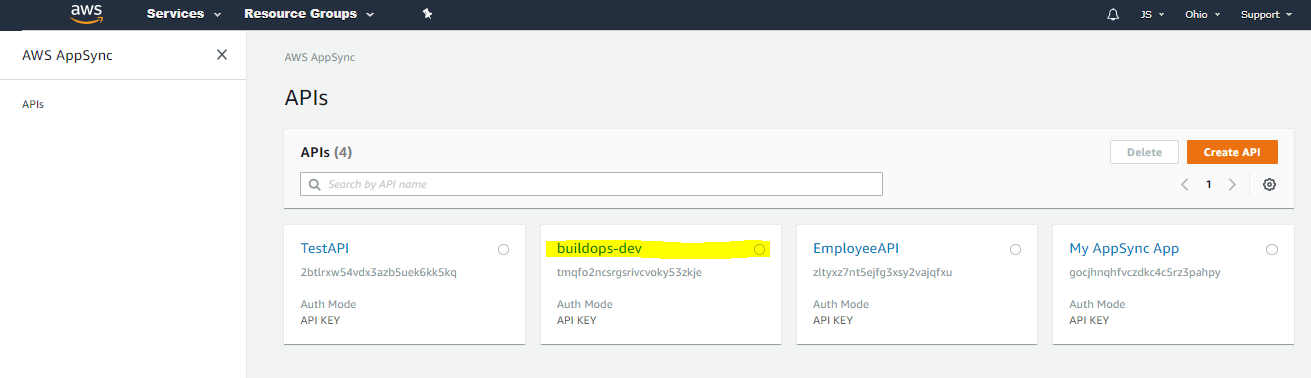 aws Services Resource Groups JS Ohio Support
AWS AppSync
AWS AppSync
APIs
APIs
APIs (4) Delete Create API
Search by API name 1
TestAPI buildops-dev EmployeeAPI My AppSync App
2btlrxw54vdx3azb5uek6kk5kq tmqfo2ncsrgsrivcvoky53zkje zltyxz7nt5ejfg3xsy2vajqfxu gocjhnqhfvczdkc4c5rz3pahpy
Auth Mode Auth Mode Auth Mode Auth Mode
API KEY API KEY API KEY API KEY